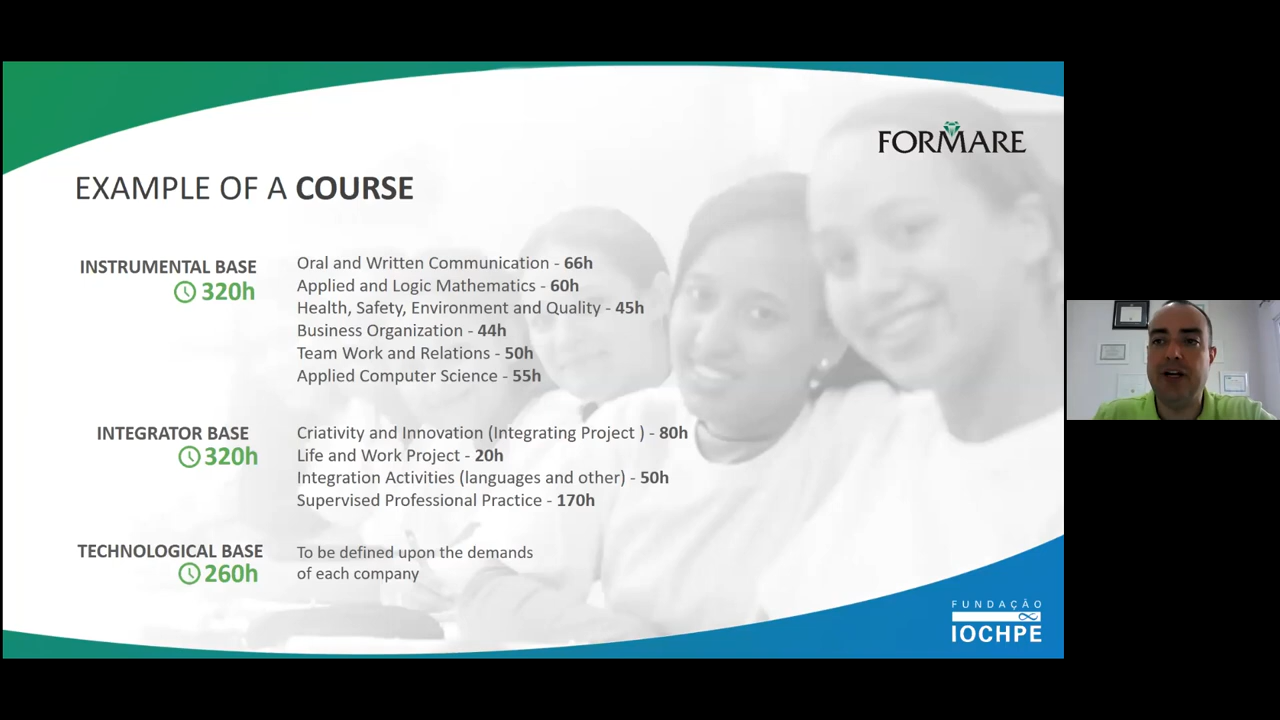 FORMARE
EXAMPLE OF A COURSE
INSTRUMENTAL BASE
320h
Oral and Written Communication - 66h
Applied and Logic Mathematics - 60h
Health, Safety, Environment and Quality - 45h
Business Organization - 44h
Team Work and Relations - 50h
Applied Computer Science - 55h
INTEGRATOR BASE
320h
Criativity and Innovation (Integrating Project ) - 80h
Life and Work Project - 20h
Integration Activities (languages and other) - 50h
Supervised Professional Practice - 170h
TECHNOLOGICAL BASE
260h
To be defined upon the demands
of each company
FUNDAÇÃO
IOCHPE